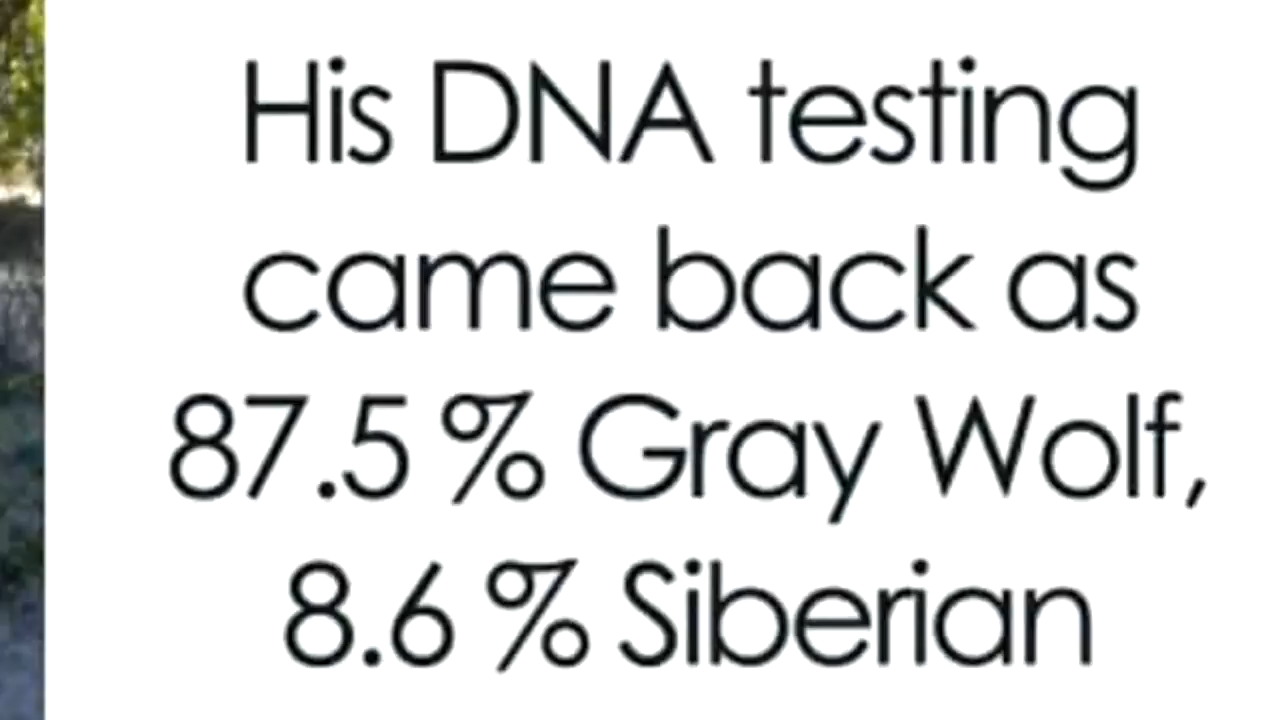 His DNA testing
came back as
87.5% Gray Wolf,
8.6% Siberian